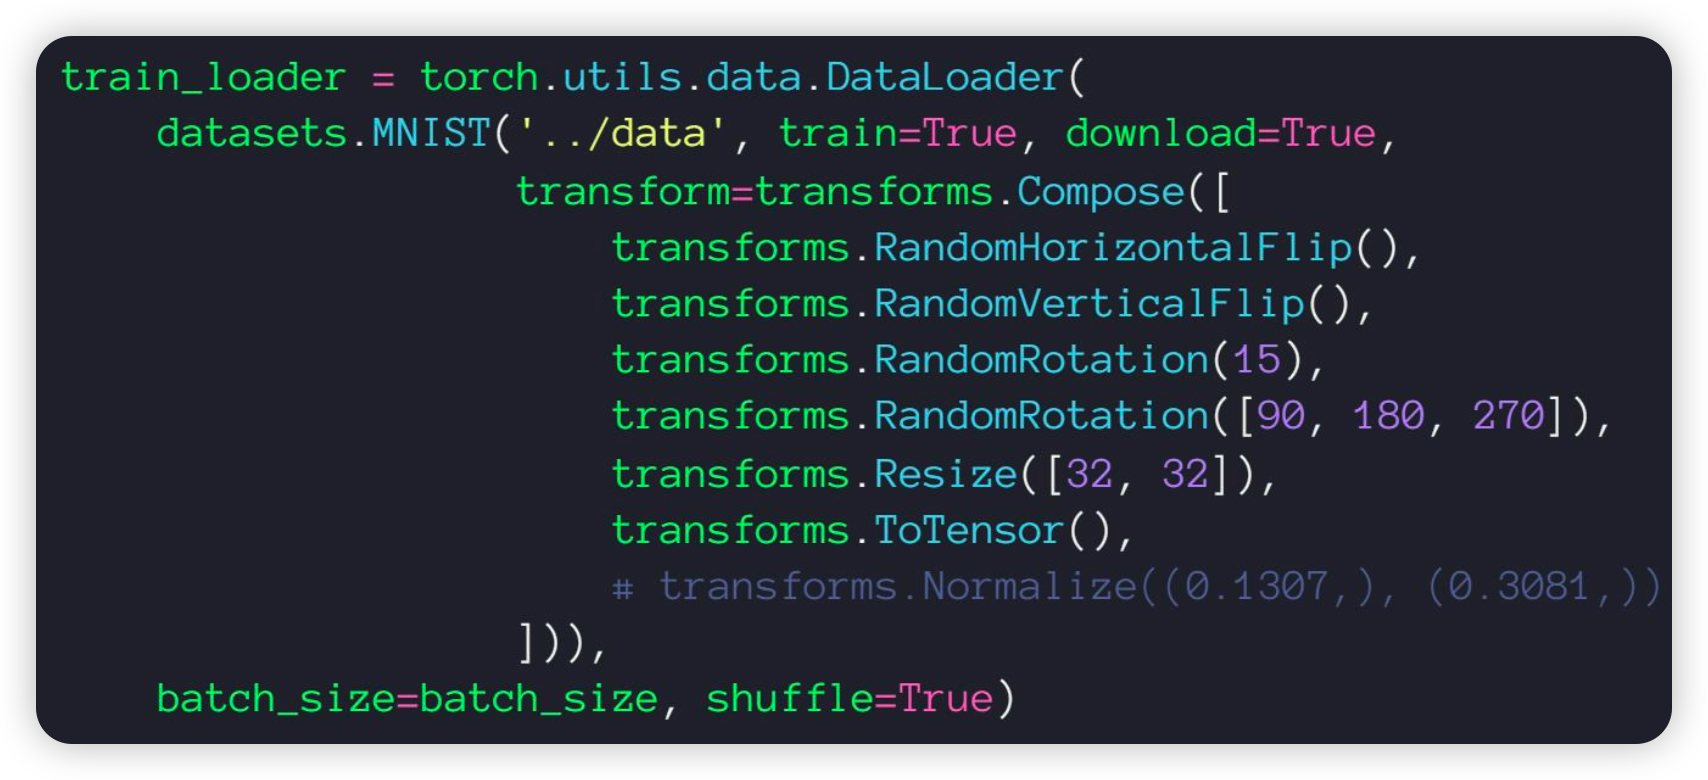 train_loader = torch.utils.data.DataLoader(
    datasets.MNIST('../data', train=True, download=True,
                   transform=transforms.Compose([
                       transforms.RandomHorizontalFlip(),
                       transforms.RandomVerticalFlip(),
                       transforms.RandomRotation(15),
                       transforms.RandomRotation([90, 180, 270]),
                       transforms.Resize([32, 32]),
                       transforms.ToTensor(),
                       # transforms.Normalize((0.1307,), (0.3081,))
                   ])),
    batch_size=batch_size, shuffle=True)